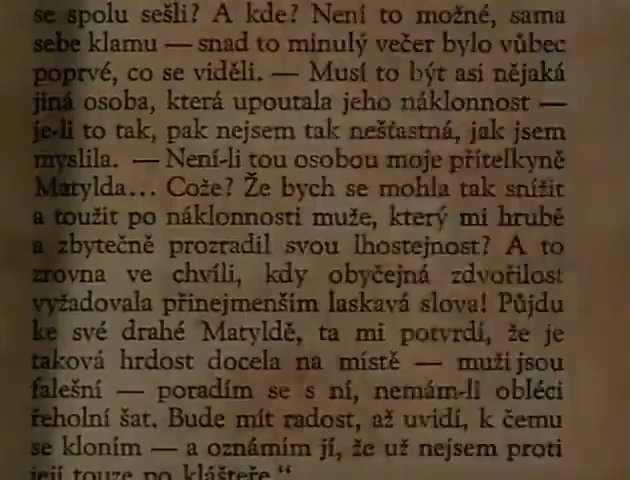 se spolu sešli? A kde? Není to možné, sama
sebe klamu — snad to minulý večer bylo vůbec
poprvé, co se viděli. — Musí to být asi nějaká
jiná osoba, která upoutala jeho náklonnost —
je-li to tak, pak nejsem tak nešťastná, jak jsem
myslila. — Není-li tou osobou moje přítelkyně
Matylda... Cože? Že bych se mohla tak snížit
a toužit po náklonnosti muže, který mi hrubě
a zbytečně prozradil svou lhostejnost? A to
zrovna ve chvíli, kdy obyčejná zdvořilost
vyžadovala přinejmenším laskavá slova! Půjdu
ke své drahé Matyldě, ta mi potvrdí, že je
taková hrdost docela na místě — muži jsou
falešní — poradím se s ní, nemám-li obléci
řeholní šat. Bude mít radost, až uvidí, k čemu
se kloním — a oznámím jí, že už nejsem proti
její touze po klášteře.“